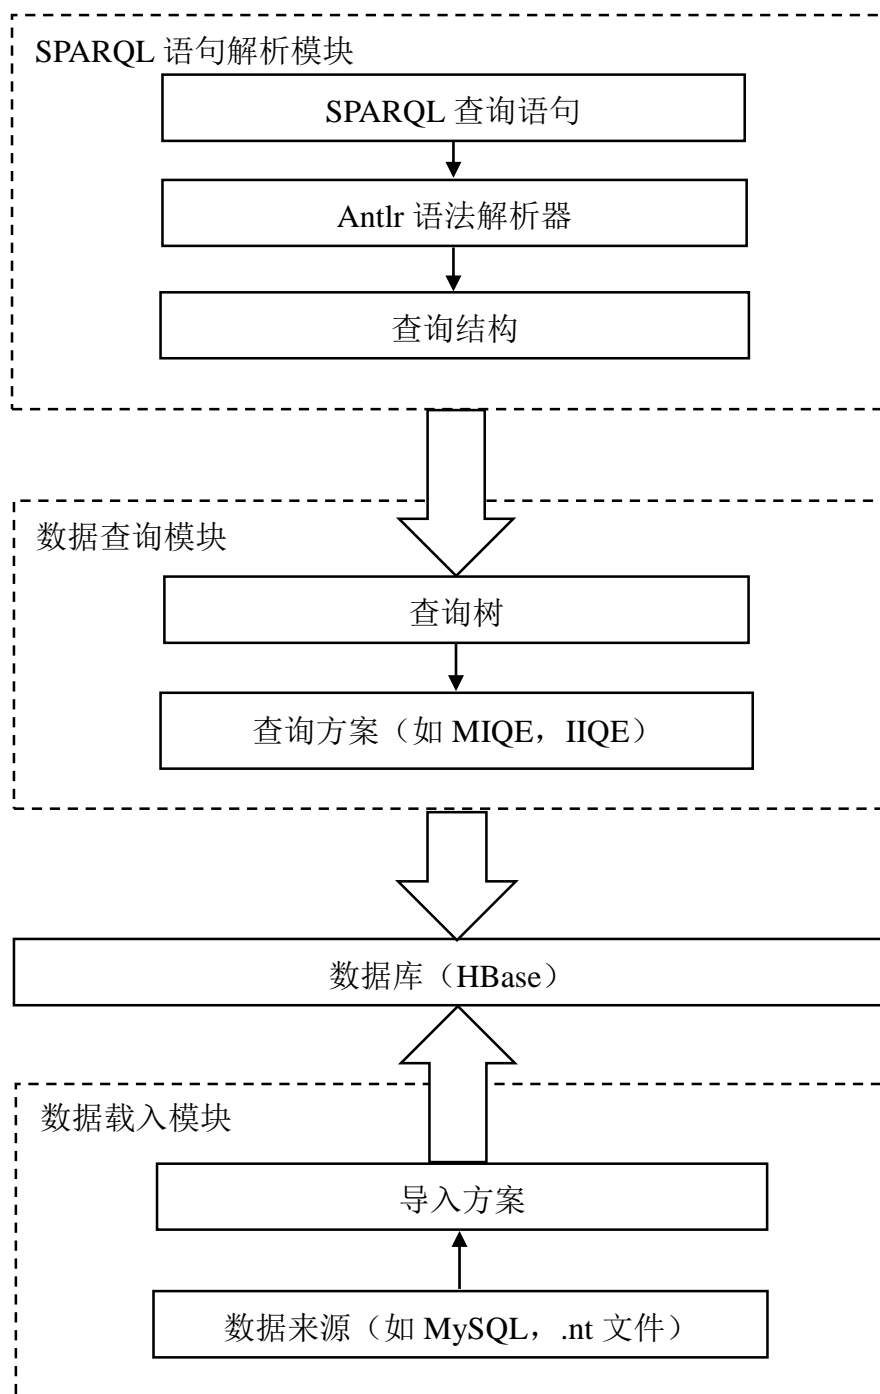 SPARQL 语句解析模块
SPARQL 查询语句
Antlr 语法解析器
查询结构
数据查询模块
查询树
查询方案（如 MIQE，IIQE）
数据库（HBase）
数据载入模块
导入方案
数据来源（如 MySQL，.nt 文件）